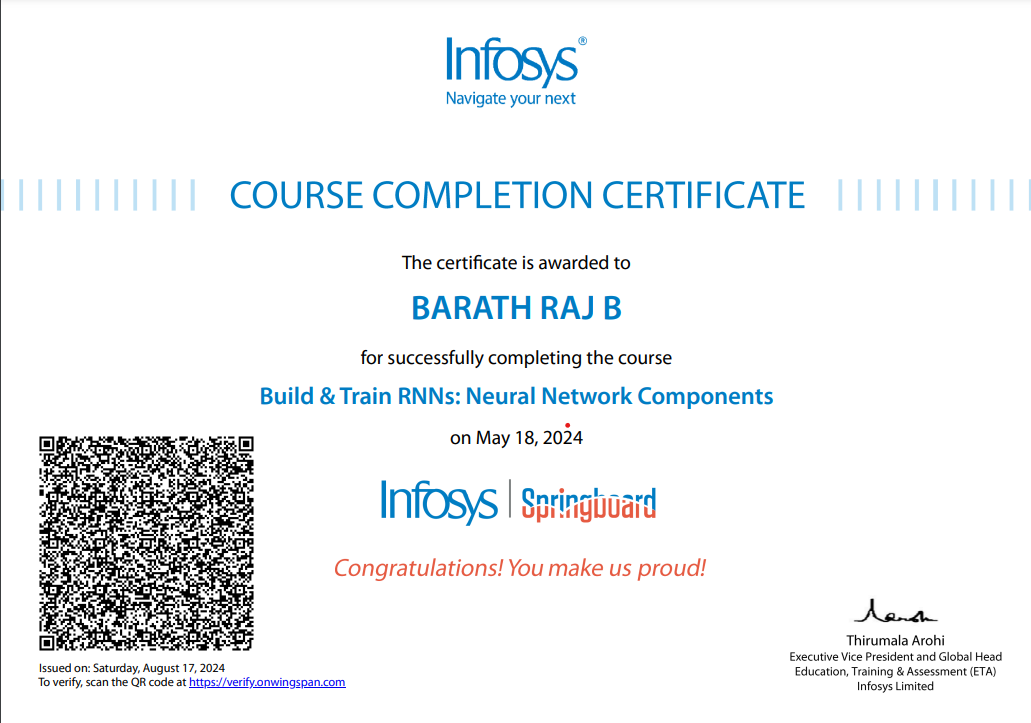 Infosys®
Navigate your next
COURSE COMPLETION CERTIFICATE
The certificate is awarded to
BARATH RAJ B
for successfully completing the course
Build & Train RNNs: Neural Network Components
on May 18, 2024
Infosys | Springboard
Congratulations! You make us proud!
Issued on: Saturday, August 17, 2024
To verify, scan the QR code at https://verify.onwingspan.com
Thirumala Arohi
Executive Vice President and Global Head
Education, Training & Assessment (ETA)
Infosys Limited